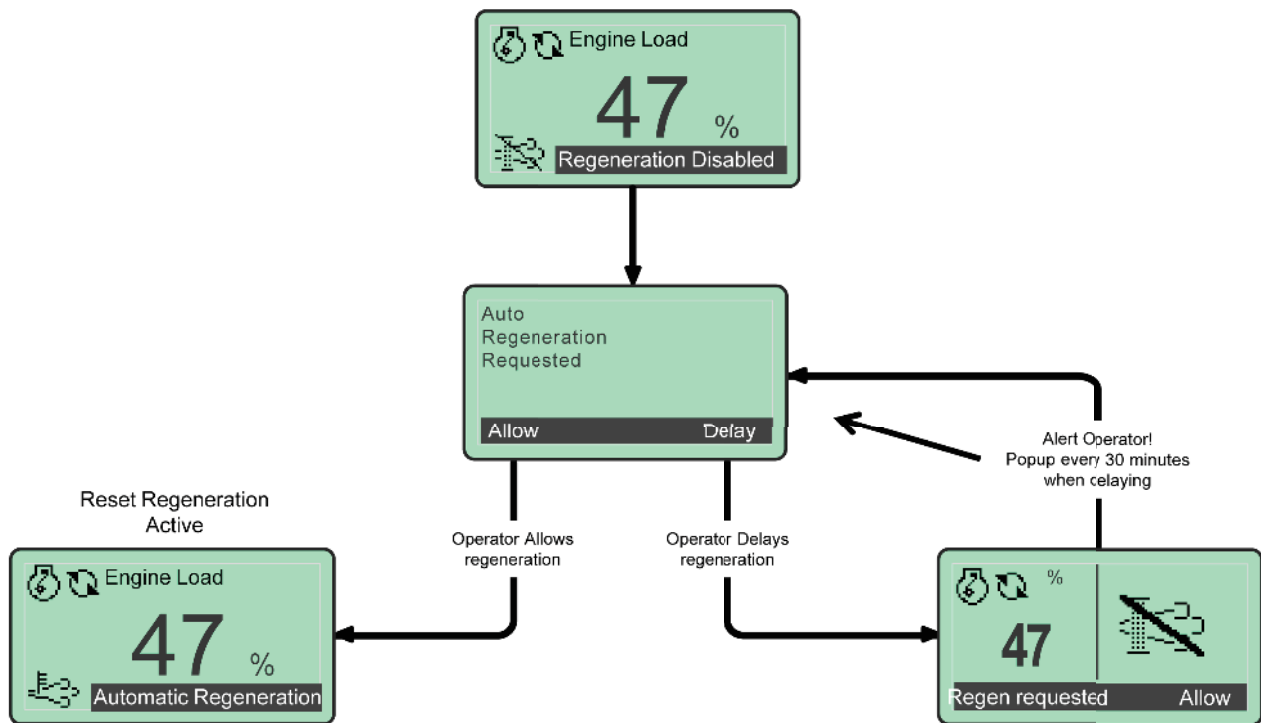 Engine Load
47
%
Regeneration Disabled
Auto
Regeneration
Requested
Allow Delay
Alert Operator!
Popup every 30 minutes
when celaying
Reset Regeneration
Active
Operator Allows
regeneration
Operator Delays
regeneration
Engine Load
47
%
Automatic Regeneration
%
47
Regen requested Allow